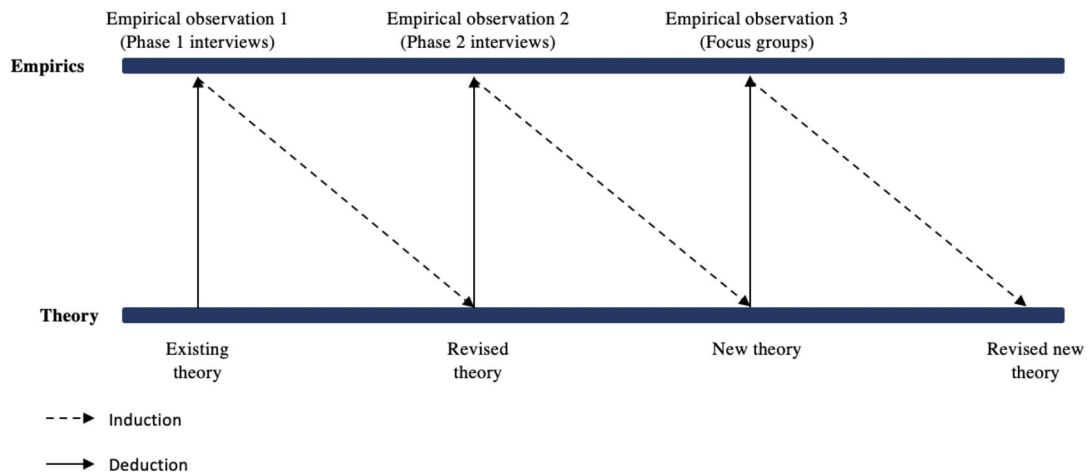 Empirical observation 1
(Phase 1 interviews)
Empirical observation 2
(Phase 2 interviews)
Empirical observation 3
(Focus groups)
Empirics
Theory
Existing
theory
Revised
theory
New theory
Revised new
theory
Induction
Deduction